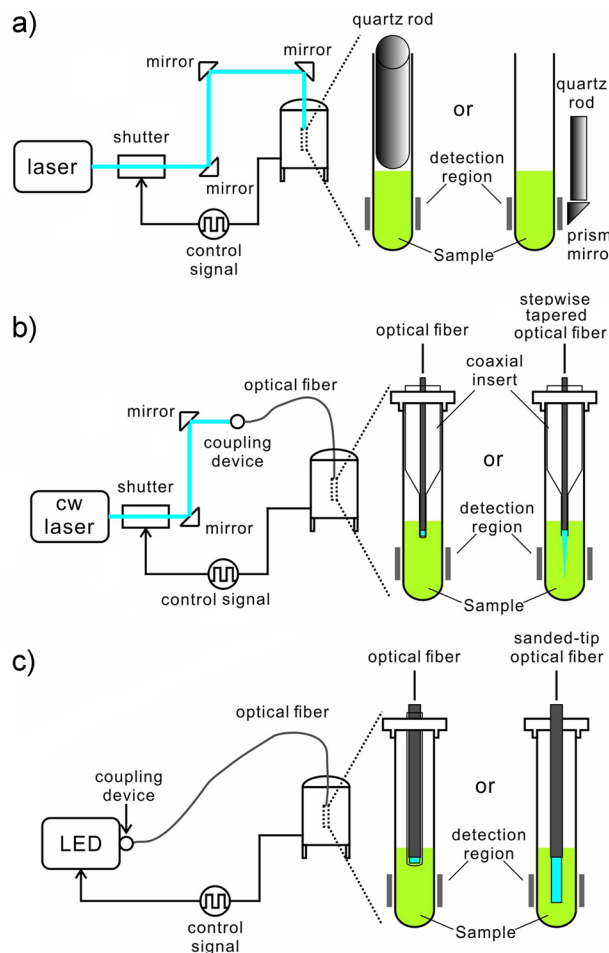 a)
mirror
mirror
quartz rod
shutter
laser
mirror
control
signal
or
detection
region
Sample
quartz
rod
prism
mirro
b)
optical fiber
stepwise
tapered
optical fiber
coaxial
insert
optical fiber
mirror
coupling
device
or
shutter
cw
laser
mirror
detection
region
control signal
Sample
c)
optical fiber
sanded-tip
optical fiber
optical fiber
coupling
device
or
LED
detection
region
control
signal
Sample